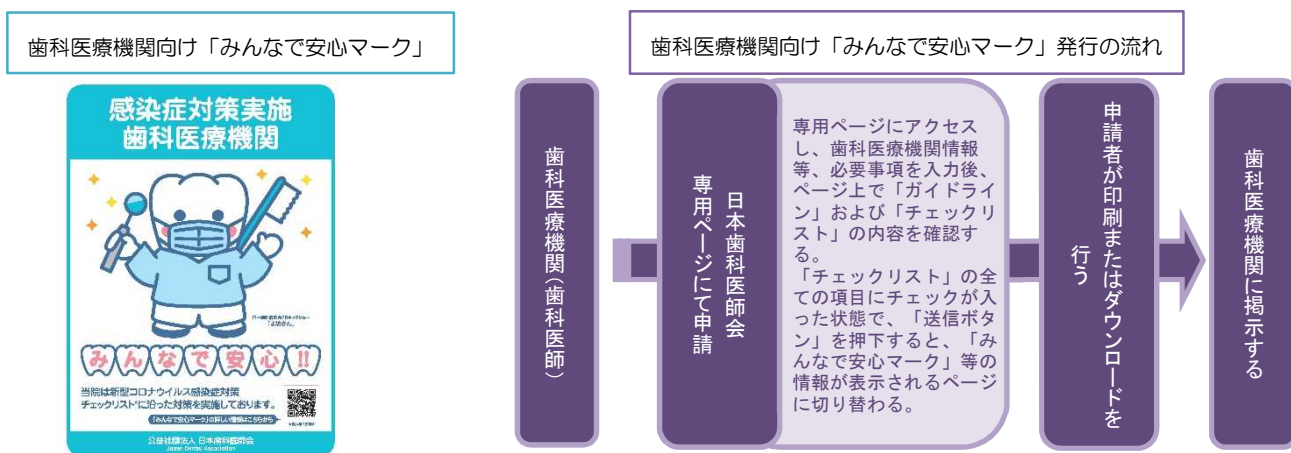 歯科医療機関向け「みんなで安心マーク」
感染症対策実施
歯科医療機関
「よ坊さん」
みんなで安心!!
当院は新型コロナウイルス感染症対策
チェックリスト*に沿った対策を実施しております。
「みんなで安心マーク」の詳しい情報はこちらから
公益社団法人 日本歯科医師会
Japan Dental Association
歯科医療機関向け「みんなで安心マーク」発行の流れ
歯科医療機関(歯科医師)
日本歯科医師会
専用ページにて申請
専用ページにアクセス
し、歯科医療機関情報
等、必要事項を入力後、
ページ上で「ガイドライ
ン」および「チェックリ
スト」の内容を確認す
る。
「チェックリスト」の全
ての項目にチェックが入
った状態で、「送信ボタ
ン」を押下すると、「み
んなで安心マーク」等の
情報が表示されるページ
に切り替わる。
申請者が印刷またはダウンロードを
行う
歯科医療機関に掲示する